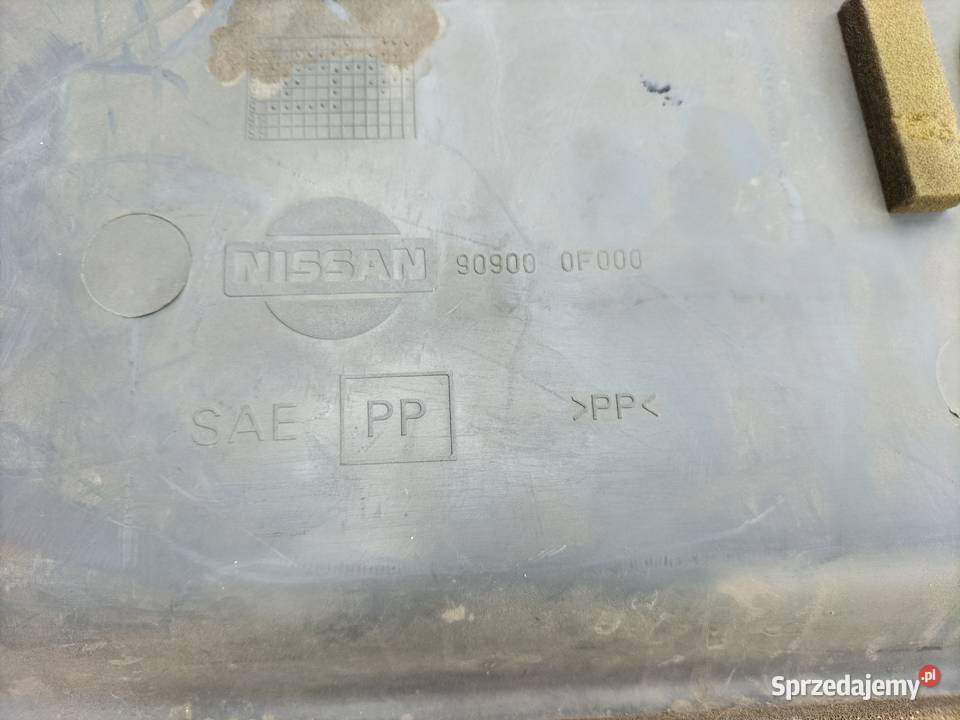 NISSAN 90900 0F000
SAE PP >PP<
Sprzedajemy.pl